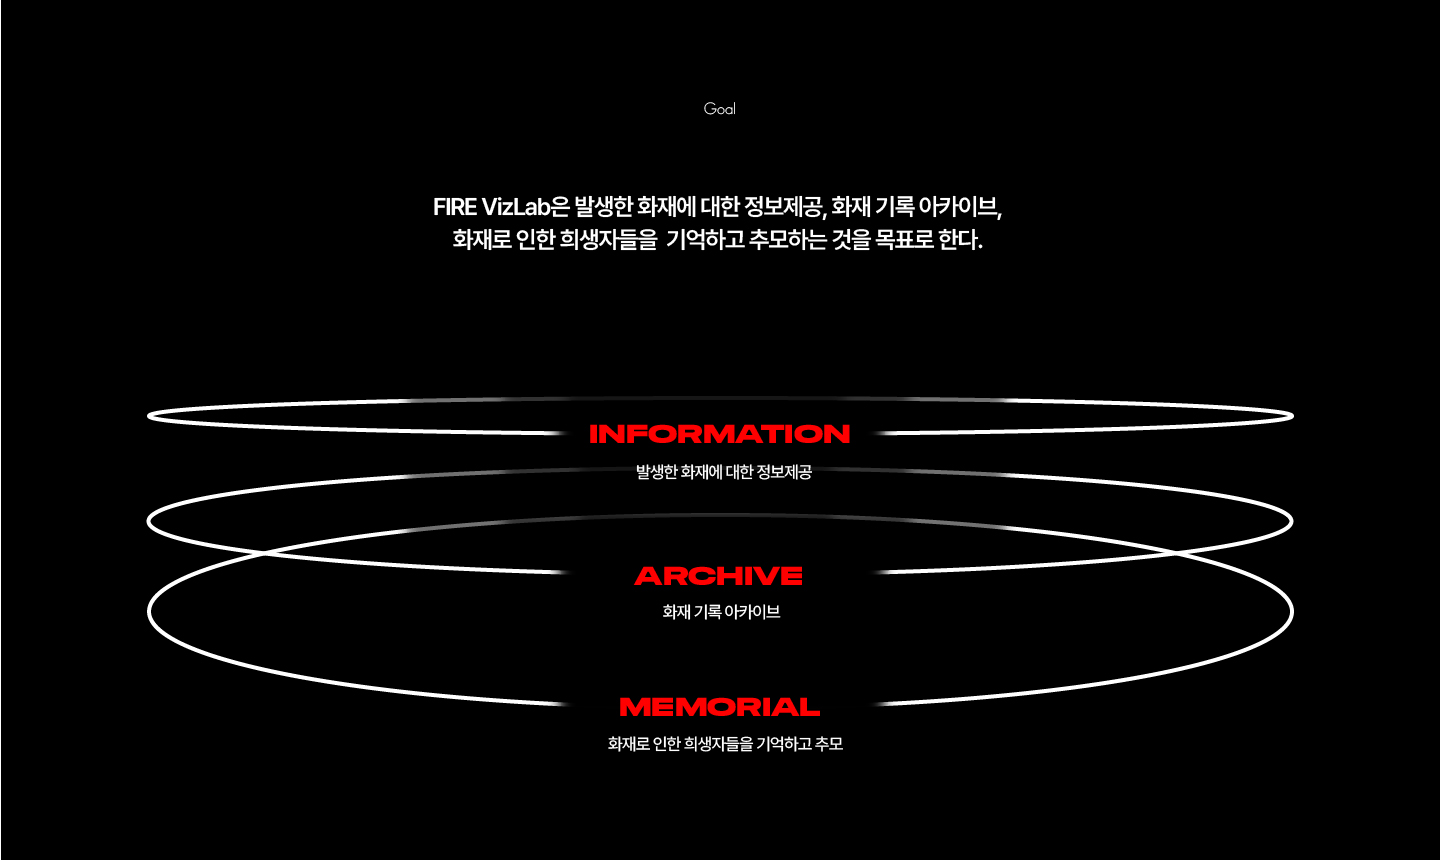 Goal
FIRE VizLab은 발생한 화재에 대한 정보제공, 화재 기록 아카이브,
화재로 인한 희생자들을 기억하고 추모하는 것을 목표로 한다.
INFORMATION
발생한 화재에 대한 정보제공
ARCHIVE
화재 기록 아카이브
MEMORIAL
화재로 인한 희생자들을 기억하고 추모